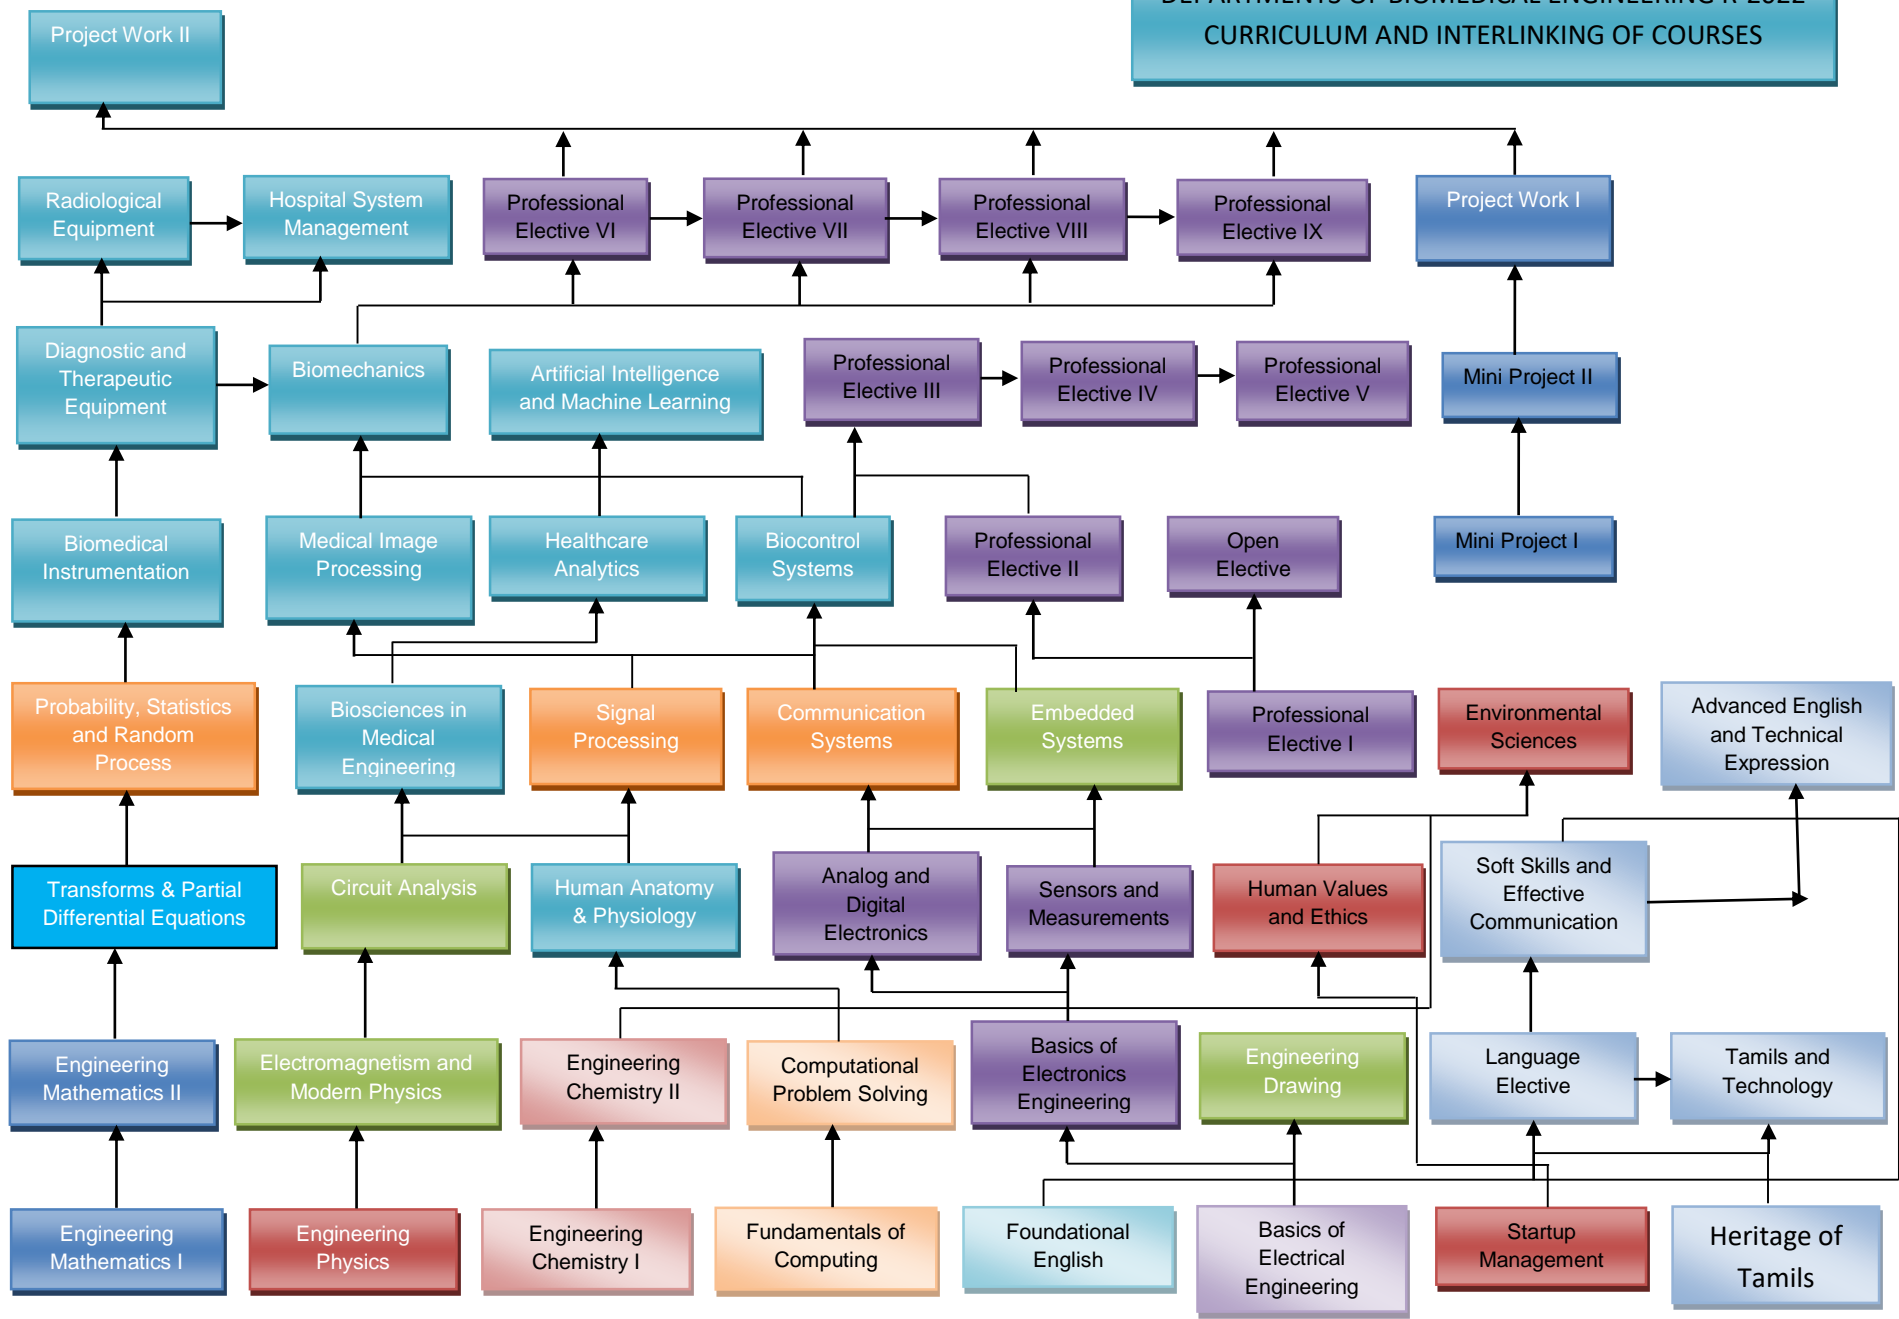 DEPARTMENTS OF BIOMEDICAL ENGINEERING R-2022
CURRICULUM AND INTERLINKING OF COURSES
Project Work II
Radiological
Equipment
Hospital System
Management
Professional
Elective VI
Professional
Elective VII
Professional
Elective VIII
Professional
Elective IX
Project Work I
Diagnostic and
Therapeutic
Equipment
Biomechanics
Artificial Intelligence
and Machine Learning
Professional
Elective III
Professional
Elective IV
Professional
Elective V
Mini Project II
Biomedical
Instrumentation
Medical Image
Processing
Healthcare
Analytics
Biocontrol
Systems
Professional
Elective II
Open
Elective
Mini Project I
Probability, Statistics
and Random
Process
Biosciences in
Medical
Engineering
Signal
Processing
Communication
Systems
Embedded
Systems
Professional
Elective I
Environmental
Sciences
Advanced English
and Technical
Expression
Transforms & Partial
Differential Equations
Circuit Analysis
Human Anatomy
& Physiology
Analog and
Digital
Electronics
Sensors and
Measurements
Human Values
and Ethics
Soft Skills and
Effective
Communication
Engineering
Mathematics II
Electromagnetism and
Modern Physics
Engineering
Chemistry II
Computational
Problem Solving
Basics of
Electronics
Engineering
Engineering
Drawing
Language
Elective
Tamils and
Technology
Engineering
Mathematics I
Engineering
Physics
Engineering
Chemistry I
Fundamentals of
Computing
Foundational
English
Basics of
Electrical
Engineering
Startup
Management
Heritage of
Tamils